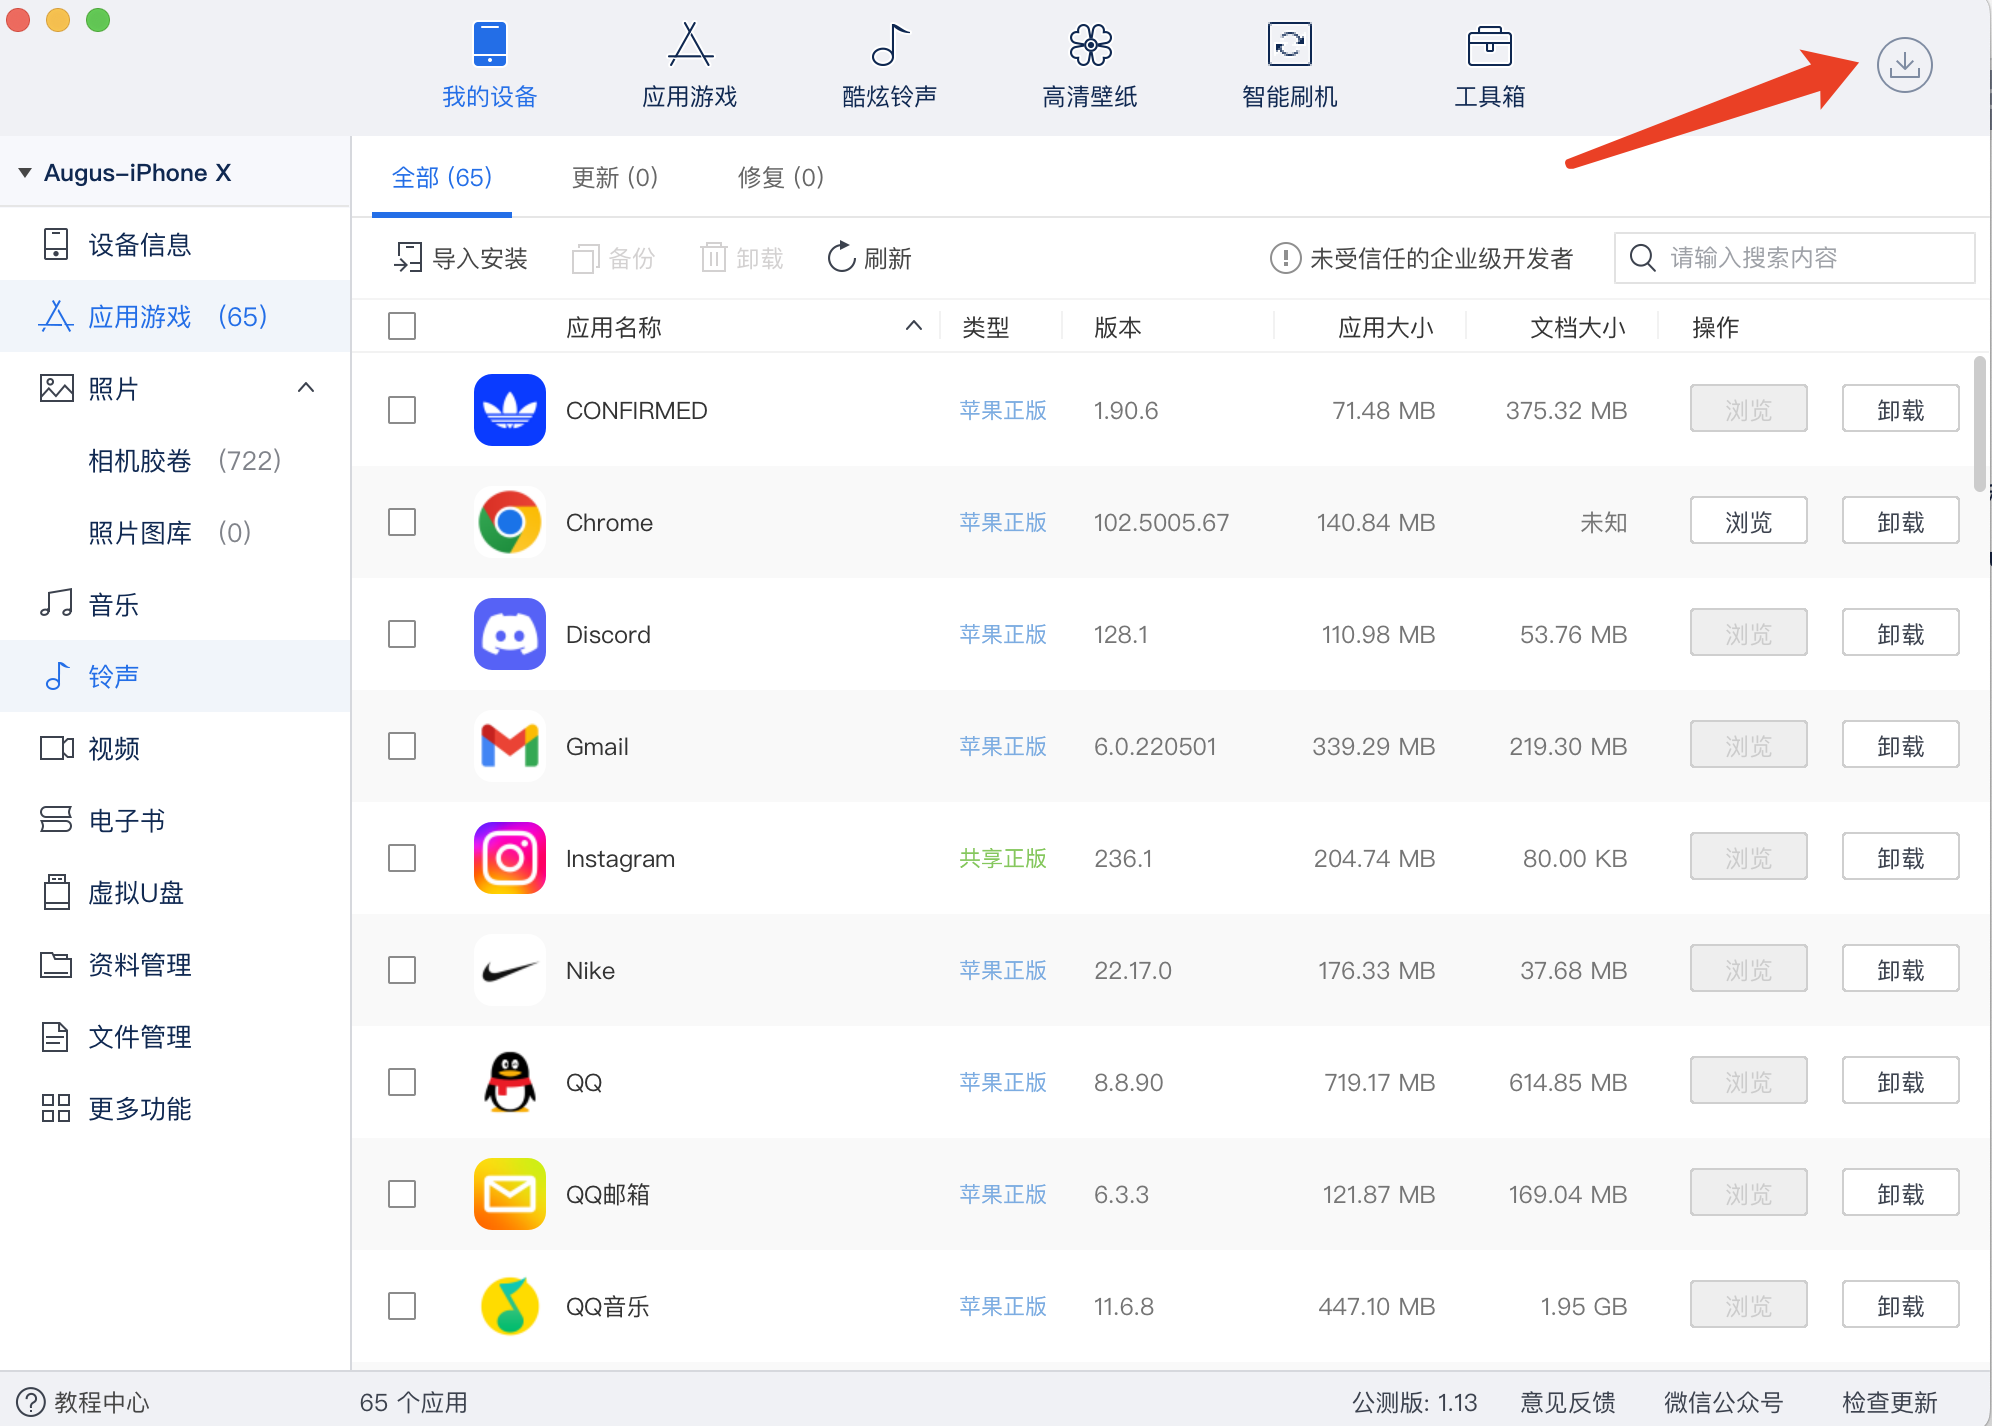 我的设备 应用游戏 酷炫铃声 高清壁纸 智能刷机 工具箱
Augus-iPhone X
设备信息
应用游戏 (65)
照片
相机胶卷 (722)
照片图库 (0)
音乐
铃声
视频
电子书
虚拟U盘
资料管理
文件管理
更多功能
全部 (65) 更新 (0) 修复 (0)
导入安装 备份 卸载 刷新 未受信任的企业级开发者 请输入搜索内容
应用名称 类型 版本 应用大小 文档大小 操作
CONFIRMED 苹果正版 1.90.6 71.48 MB 375.32 MB 浏览 卸载
Chrome 苹果正版 102.5005.67 140.84 MB 未知 浏览 卸载
Discord 苹果正版 128.1 110.98 MB 53.76 MB 浏览 卸载
Gmail 苹果正版 6.0.220501 339.29 MB 219.30 MB 浏览 卸载
Instagram 共享正版 236.1 204.74 MB 80.00 KB 浏览 卸载
Nike 苹果正版 22.17.0 176.33 MB 37.68 MB 浏览 卸载
QQ 苹果正版 8.8.90 719.17 MB 614.85 MB 浏览 卸载
QQ邮箱 苹果正版 6.3.3 121.87 MB 169.04 MB 浏览 卸载
QQ音乐 苹果正版 11.6.8 447.10 MB 1.95 GB 浏览 卸载
教程中心 65 个应用 公测版: 1.13 意见反馈 微信公众号 检查更新